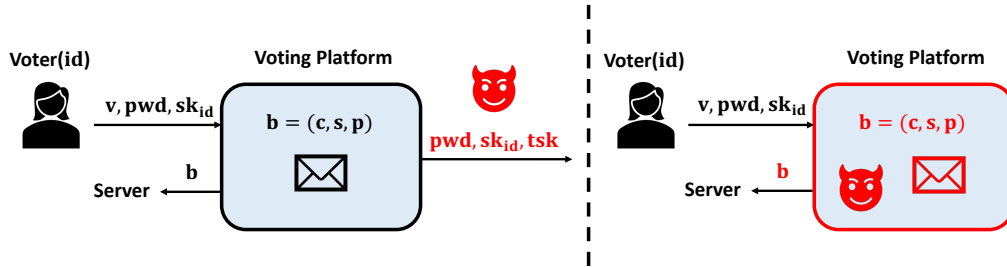 Voter(id)
Voting Platform
v, pwd, sk_id
b = (c, s, p)
pwd, sk_id, tsk
b
Server
Voter(id)
Voting Platform
v, pwd, sk_id
b = (c, s, p)
b
Server